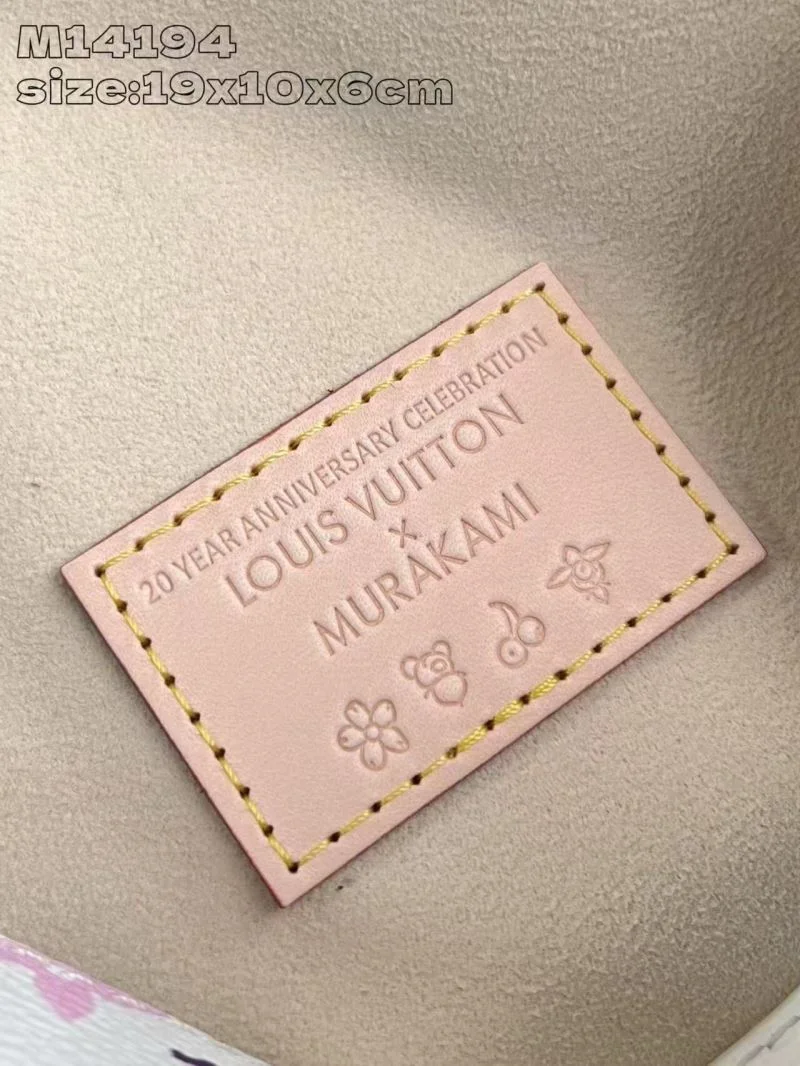 M14194
size:19x10x6cm
20 YEAR ANNIVERSARY CELEBRATION
LOUIS VUITTON
x
MURAKAMI